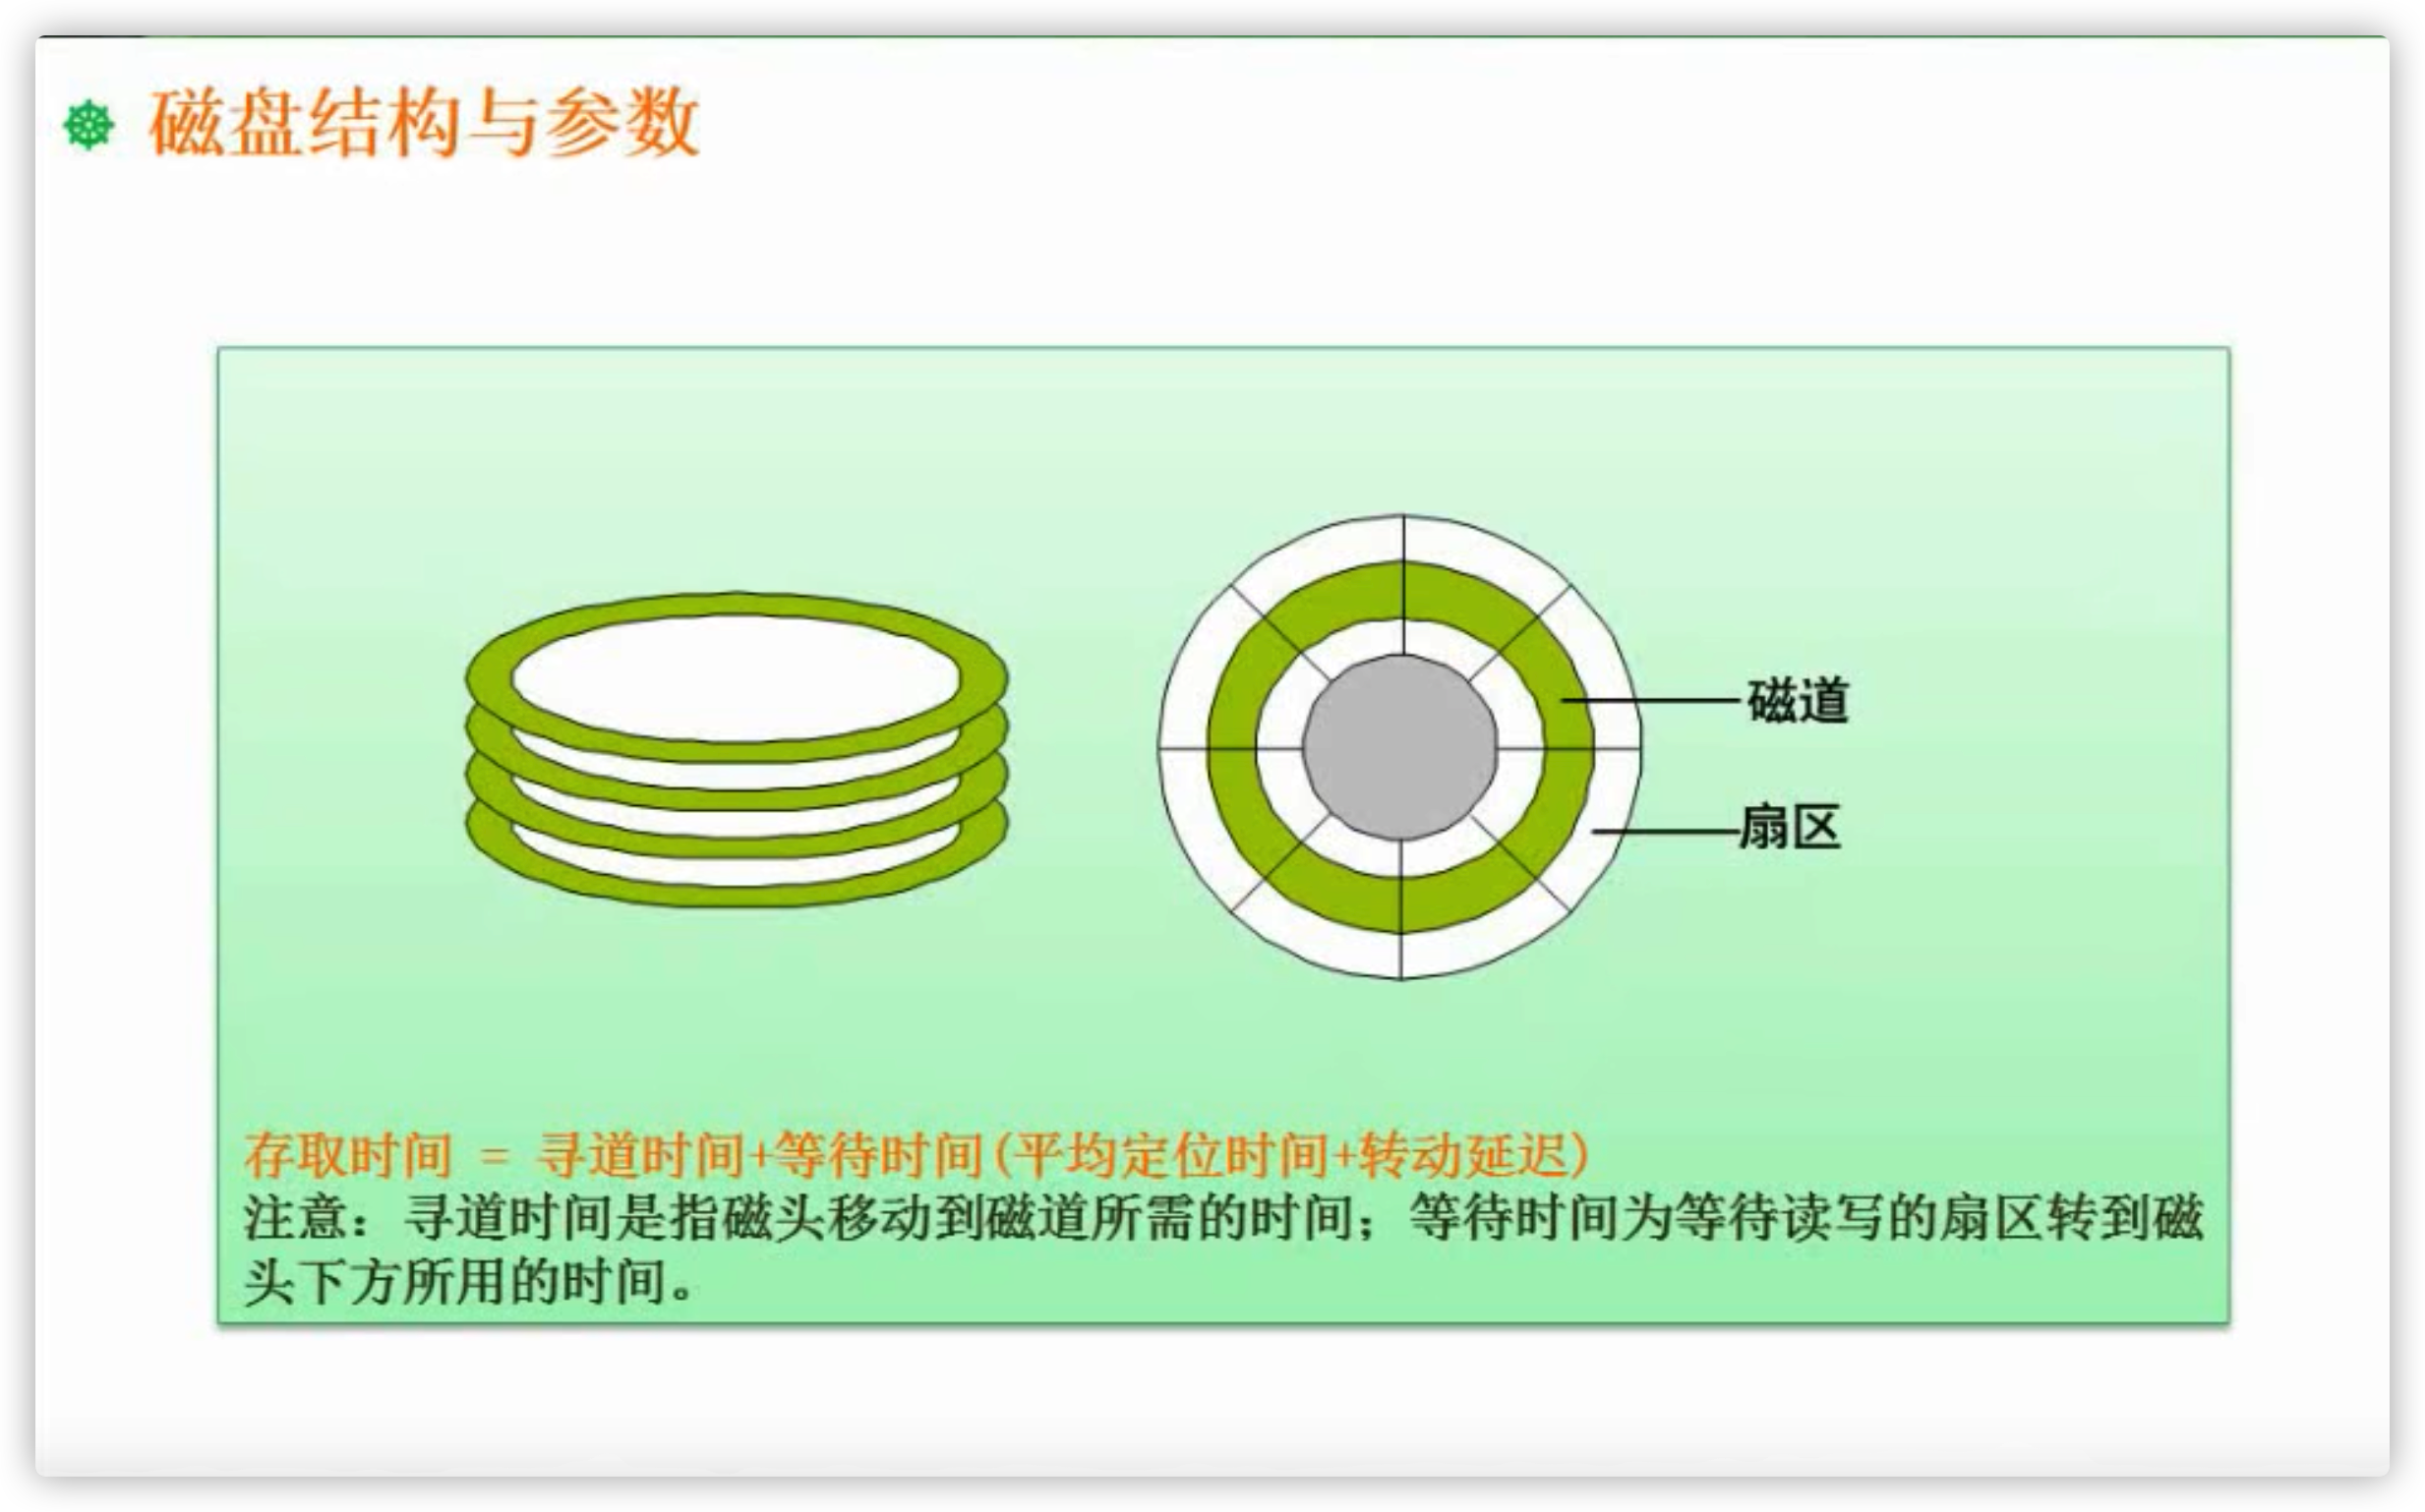 磁盘结构与参数
磁道
扇区
存取时间 = 寻道时间+等待时间(平均定位时间+转动延迟)
注意：寻道时间是指磁头移动到磁道所需的时间；等待时间为等待读写的扇区转到磁
头下方所用的时间。